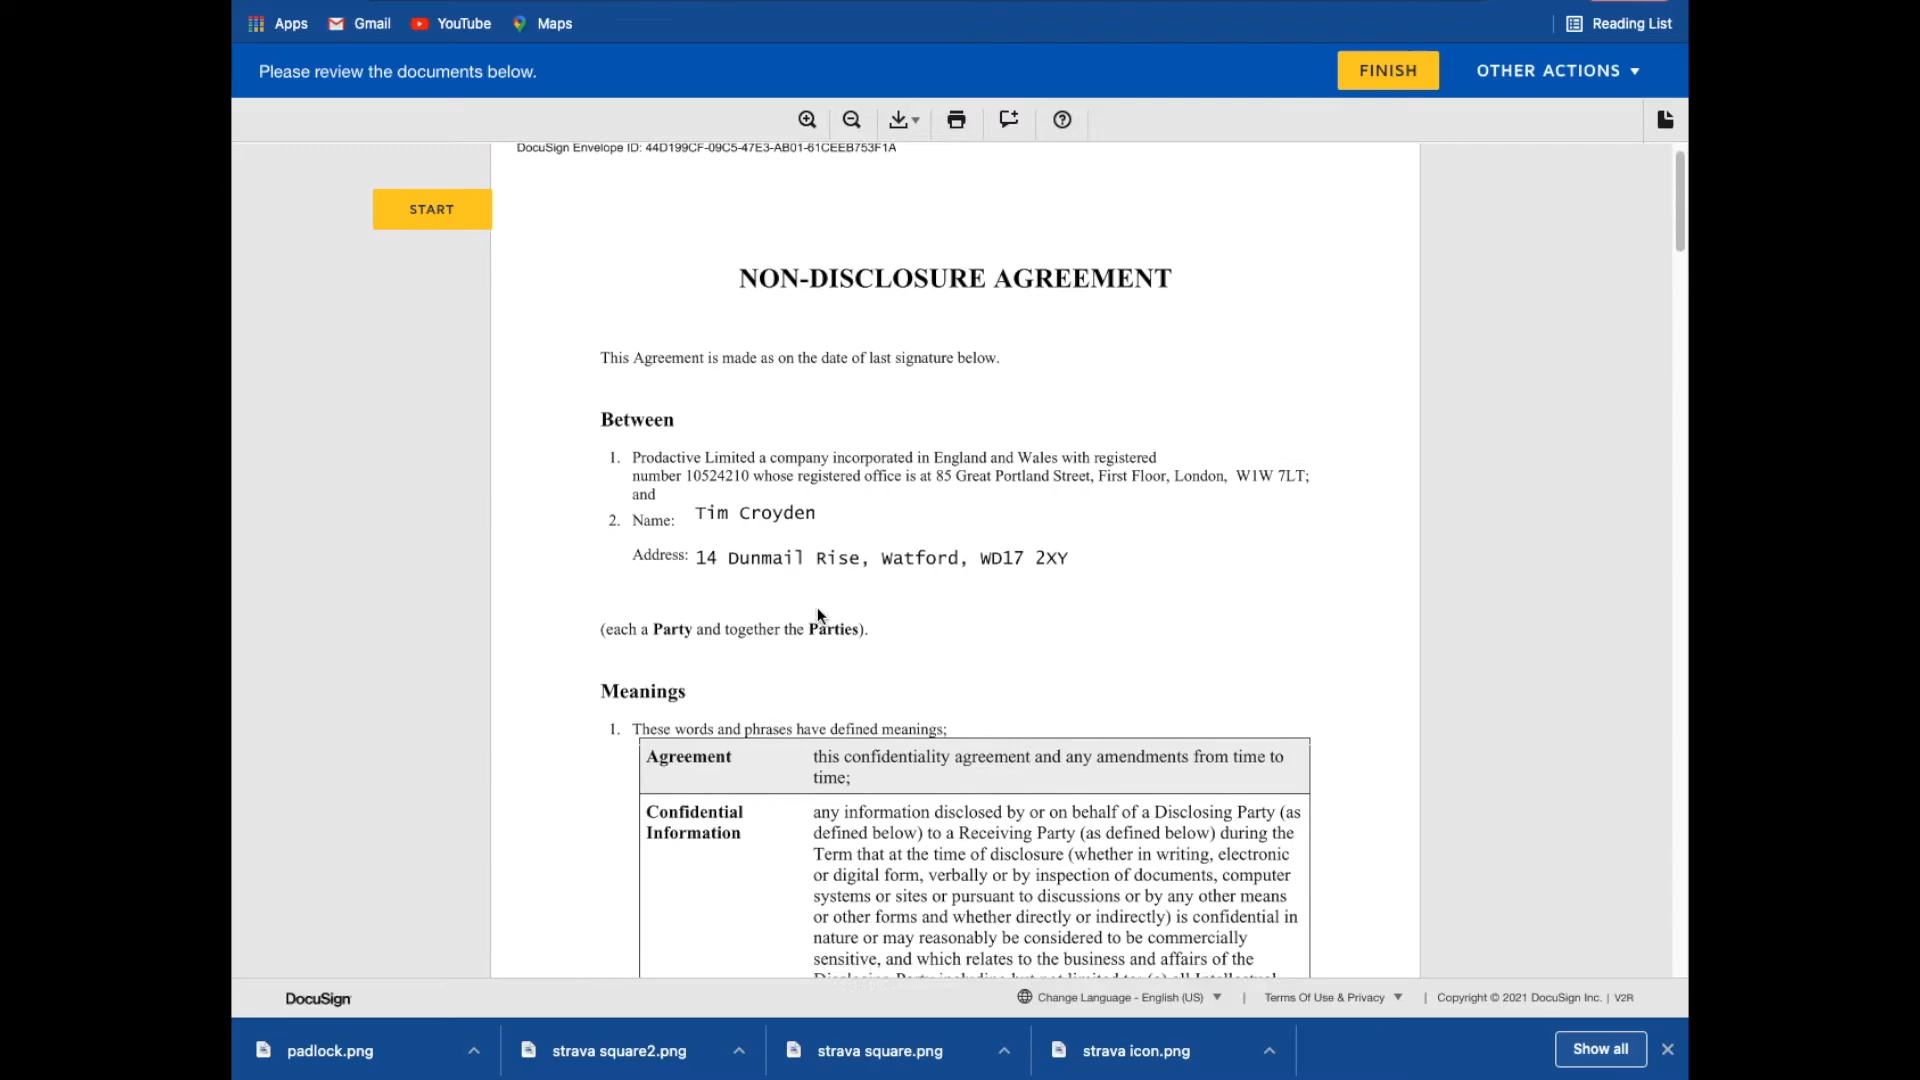 Apps Gmail YouTube Maps Reading List
Please review the documents below. FINISH OTHER ACTIONS
DocuSign Envelope ID: 44D199CF-09C5-47E3-AB01-61CEEB753F1A
START
NON-DISCLOSURE AGREEMENT
This Agreement is made as on the date of last signature below.
Between
1. Prodactive Limited a company incorporated in England and Wales with registered
number 10524210 whose registered office is at 85 Great Portland Street, First Floor, London, W1W 7LT;
and
2. Name: Tim Croyden
Address: 14 Dunmail Rise, Watford, WD17 2XY
(each a Party and together the Parties).
Meanings
1. These words and phrases have defined meanings;
Agreement this confidentiality agreement and any amendments from time to
time;
Confidential any information disclosed by or on behalf of a Disclosing Party (as
Information defined below) to a Receiving Party (as defined below) during the
Term that at the time of disclosure (whether in writing, electronic
or digital form, verbally or by inspection of documents, computer
systems or sites or pursuant to discussions or by any other means
or other forms and whether directly or indirectly) is confidential in
nature or may reasonably be considered to be commercially
sensitive, and which relates to the business and affairs of the
Disclosing Party including but not limited to: (a) all Intellectual
DocuSign Change Language - English (US) | Terms Of Use & Privacy | Copyright © 2021 DocuSign Inc. | V2R
padlock.png strava square2.png strava square.png strava icon.png Show all